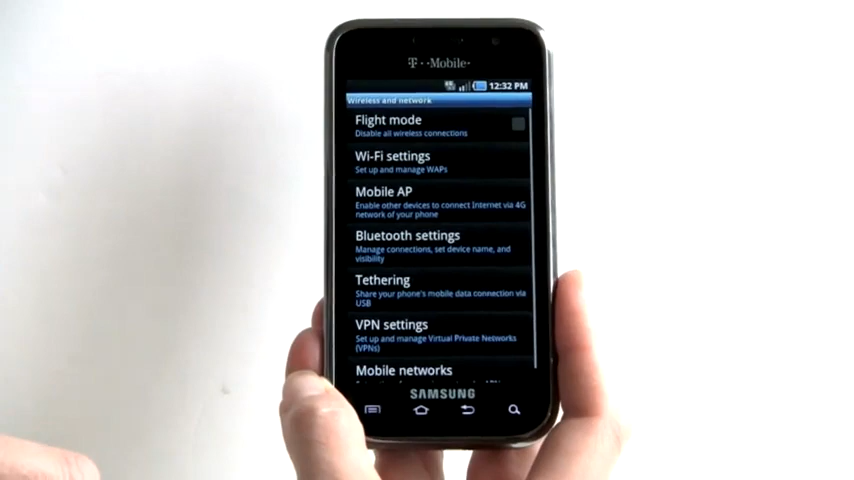 T··Mobile·
12:32 PM
Wireless and network
Flight mode
Disable all wireless connections
Wi-Fi settings
Set up and manage WAPs
Mobile AP
Enable other devices to connect Internet via 4G
network of your phone
Bluetooth settings
Manage connections, set device name, and
visibility
Tethering
Share your phone's mobile data connection via
USB
VPN settings
Set up and manage Virtual Private Networks
(VPNs)
Mobile networks
SAMSUNG